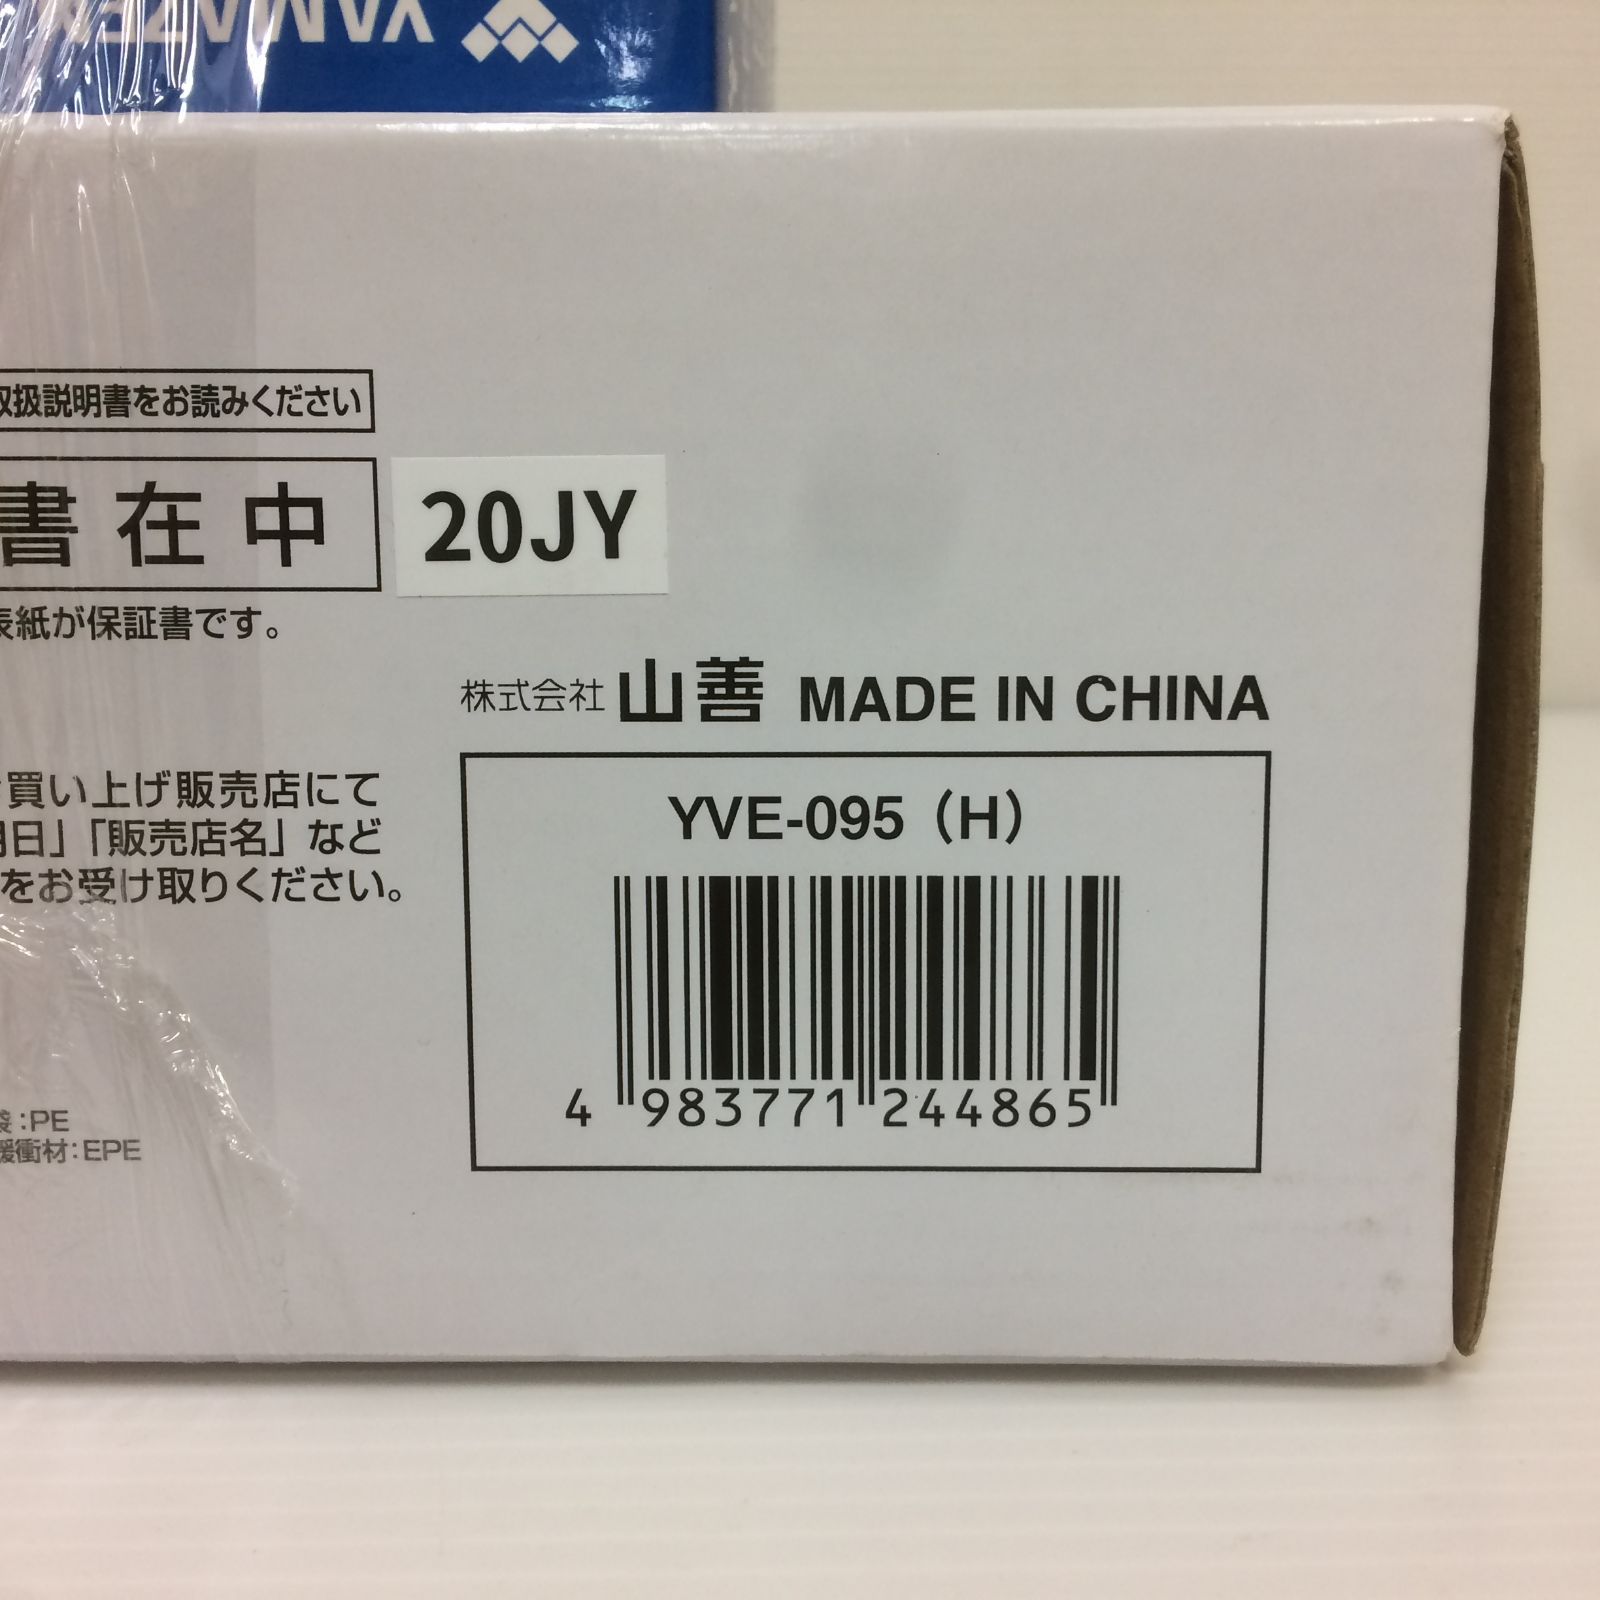 YAMAZEN
取扱説明書をお読みください
書在中
20JY
表紙が保証書です。
株式会社 山善 MADE IN CHINA
買い上げ販売店にて
日」「販売店名」など
をお受け取りください。
YVE-095（H）
4 983771 244865
袋:PE
緩衝材:EPE